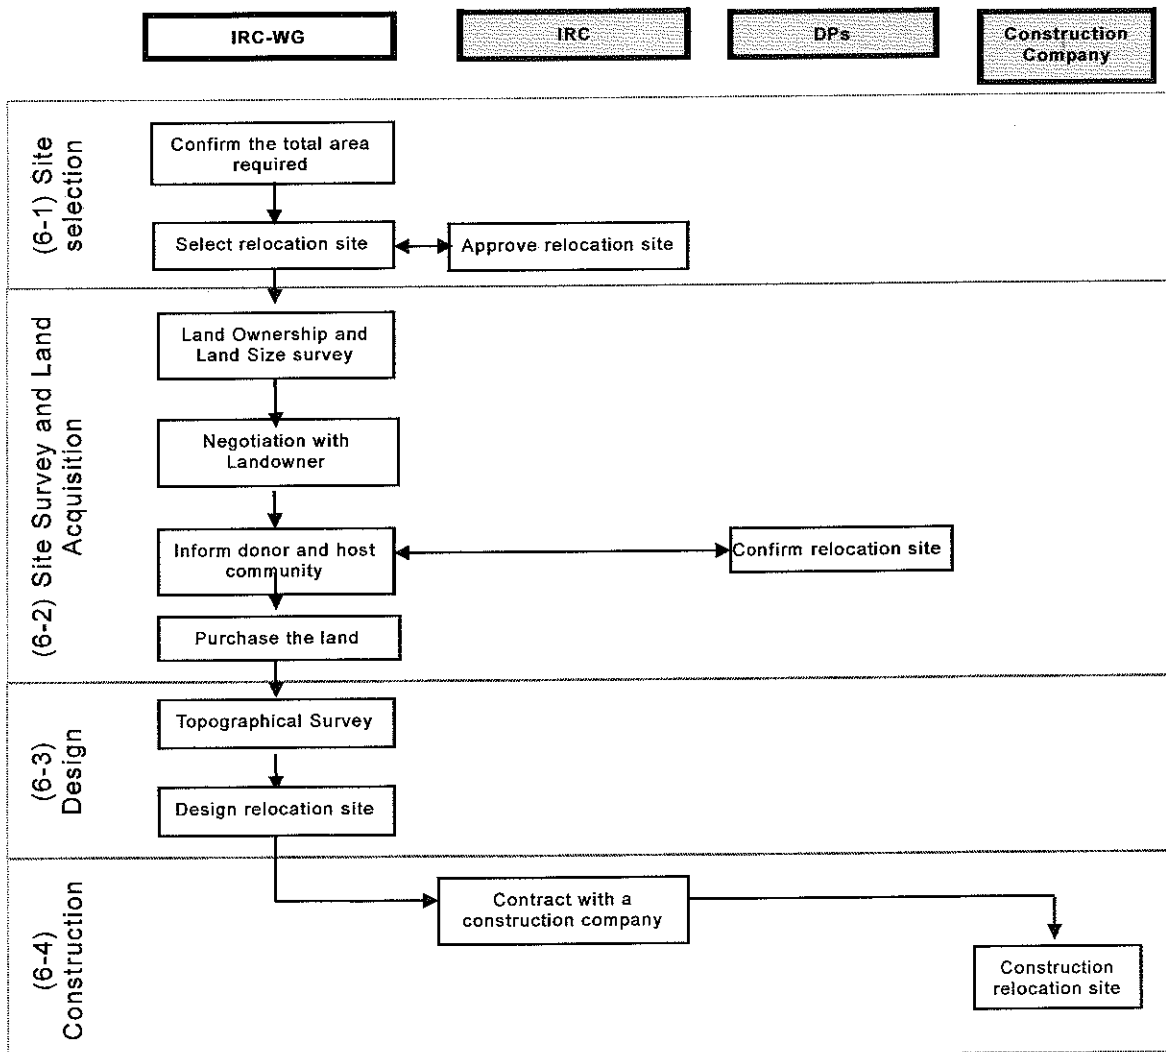 IRC-WG
IRC
DPs
Construction
Company
(6-1) Site
selection
Confirm the total area
required
Select relocation site
Approve relocation site
(6-2) Site Survey and Land
Acquisition
Land Ownership and
Land Size survey
Negotiation with
Landowner
Inform donor and host
community
Confirm relocation site
Purchase the land
(6-3)
Design
Topographical Survey
Design relocation site
(6-4)
Construction
Contract with a
construction company
Construction
relocation site